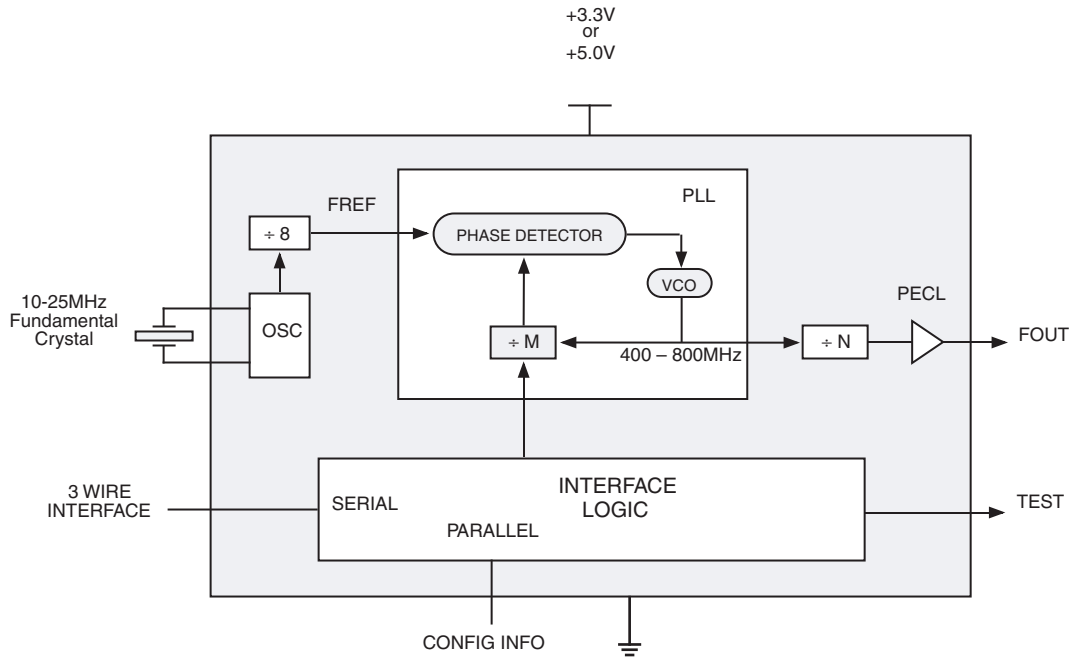 +3.3V
or
+5.0V
PLL
FREF
÷ 8
PHASE DETECTOR
VCO
10-25MHz
Fundamental
Crystal
OSC
÷ M
400 – 800MHz
÷ N
PECL
FOUT
3 WIRE
INTERFACE
SERIAL
PARALLEL
INTERFACE
LOGIC
TEST
CONFIG INFO